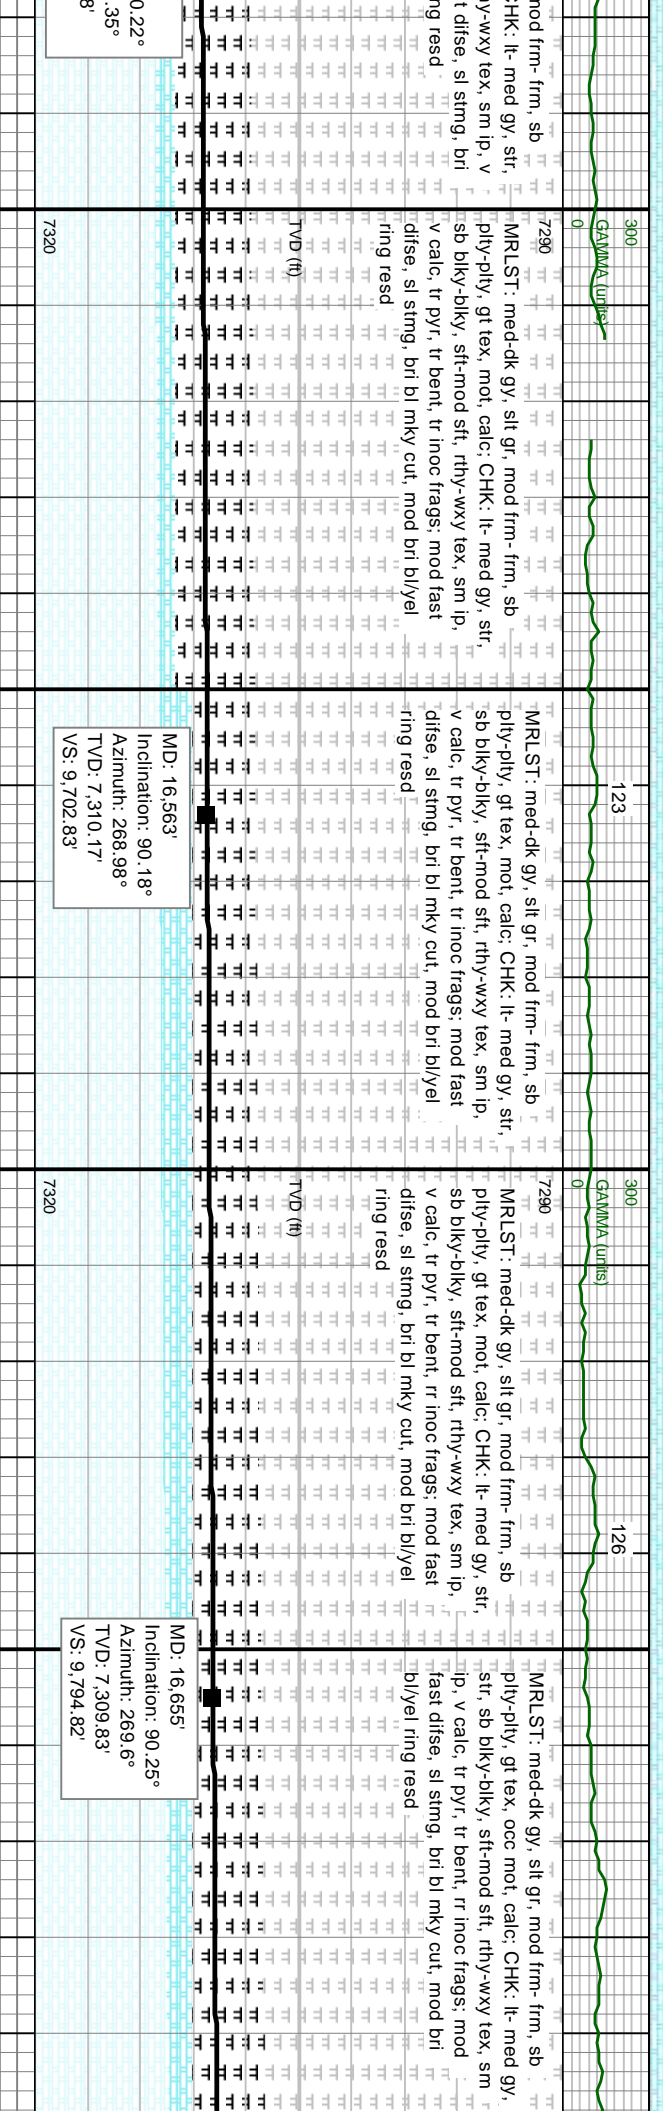 mod frm- frm, sb
CHK: lt- med gy, str,
hy-wxy tex, sm ip, v
t difse, sl stmg, bri
ng resd
0.22°
.35°
8'
300
GAMMA (units)
0
7290
TVD (ft)
7320
MRLST: med-dk gy, slt gr, mod frm- frm, sb
plty-plty, gt tex, mot, calc; CHK: lt- med gy, str,
sb blky-blky, sft-mod sft, rthy-wxy tex, sm ip,
v calc, tr pyr, tr bent, tr inoc frags; mod fast
difse, sl stmg, bri bl mky cut, mod bri bl/yel
ring resd
123
MRLST: med-dk gy, slt gr, mod frm- frm, sb
plty-plty, gt tex, mot, calc; CHK: lt- med gy, str,
sb blky-blky, sft-mod sft, rthy-wxy tex, sm ip,
v calc, tr pyr, tr bent, tr inoc frags; mod fast
difse, sl stmg, bri bl mky cut, mod bri bl/yel
ring resd
MD: 16,563'
Inclination: 90.18°
Azimuth: 268.98°
TVD: 7,310.17'
VS: 9,702.83'
300
GAMMA (units)
0
7290
TVD (ft)
7320
MRLST: med-dk gy, slt gr, mod frm- frm, sb
plty-plty, gt tex, mot, calc; CHK: lt- med gy, str,
sb blky-blky, sft-mod sft, rthy-wxy tex, sm ip,
v calc, tr pyr, tr bent, rr inoc frags; mod fast
difse, sl stmg, bri bl mky cut, mod bri bl/yel
ring resd
126
MRLST: med-dk gy, slt gr, mod frm- frm, sb
plty-plty, gt tex, occ mot, calc; CHK: lt- med gy,
str, sb blky-blky, sft-mod sft, rthy-wxy tex, sm
ip, v calc, tr pyr, tr bent, rr inoc frags; mod
fast difse, sl stmg, bri bl mky cut, mod bri
bl/yel ring resd
MD: 16,655'
Inclination: 90.25°
Azimuth: 269.6°
TVD: 7,309.83'
VS: 9,794.82'